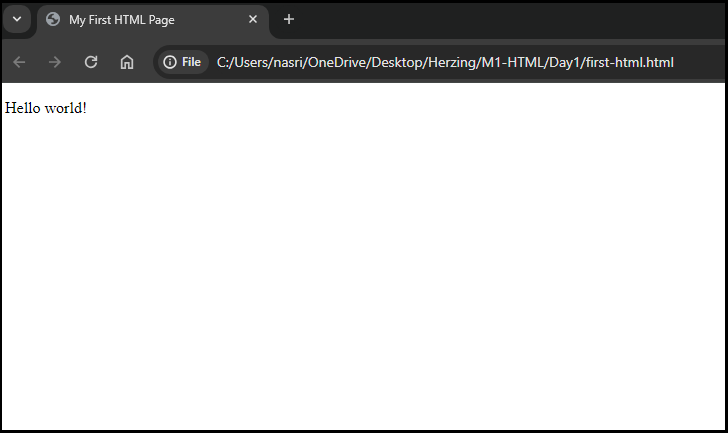 My First HTML Page
File C:/Users/nasri/OneDrive/Desktop/Herzing/M1-HTML/Day1/first-html.html
Hello world!